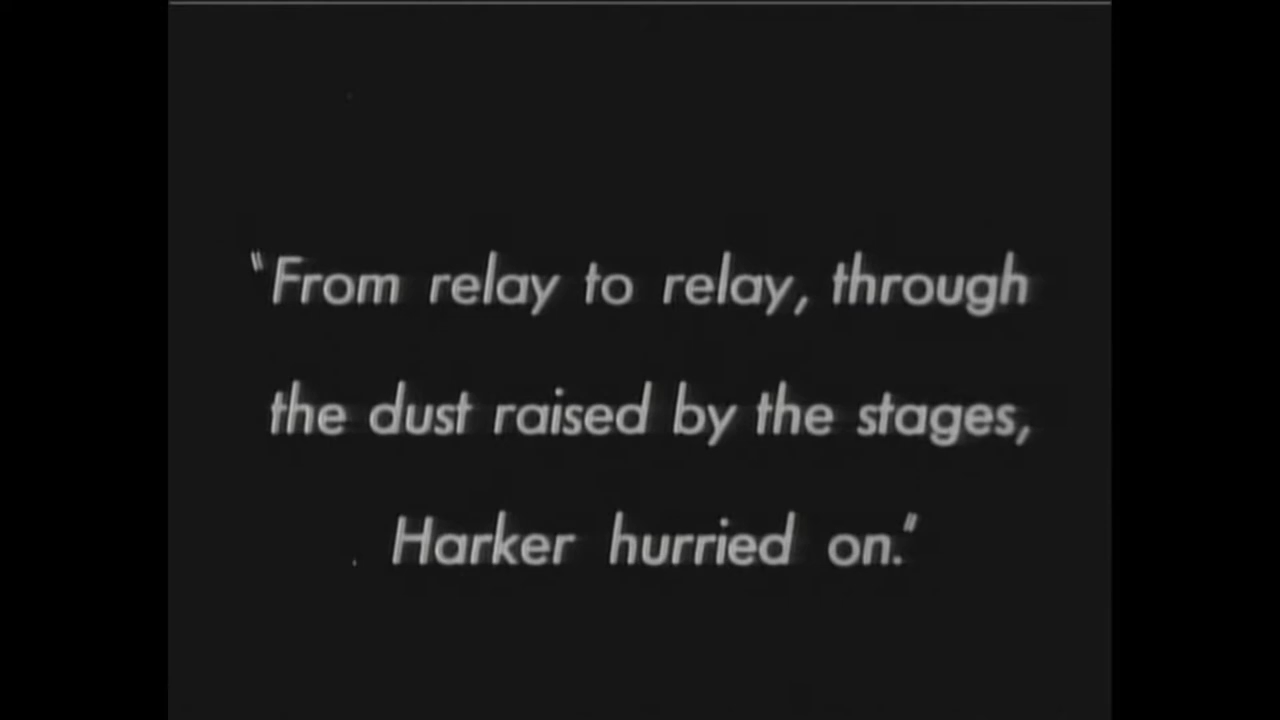 "From relay to relay, through
the dust raised by the stages,
Harker hurried on."